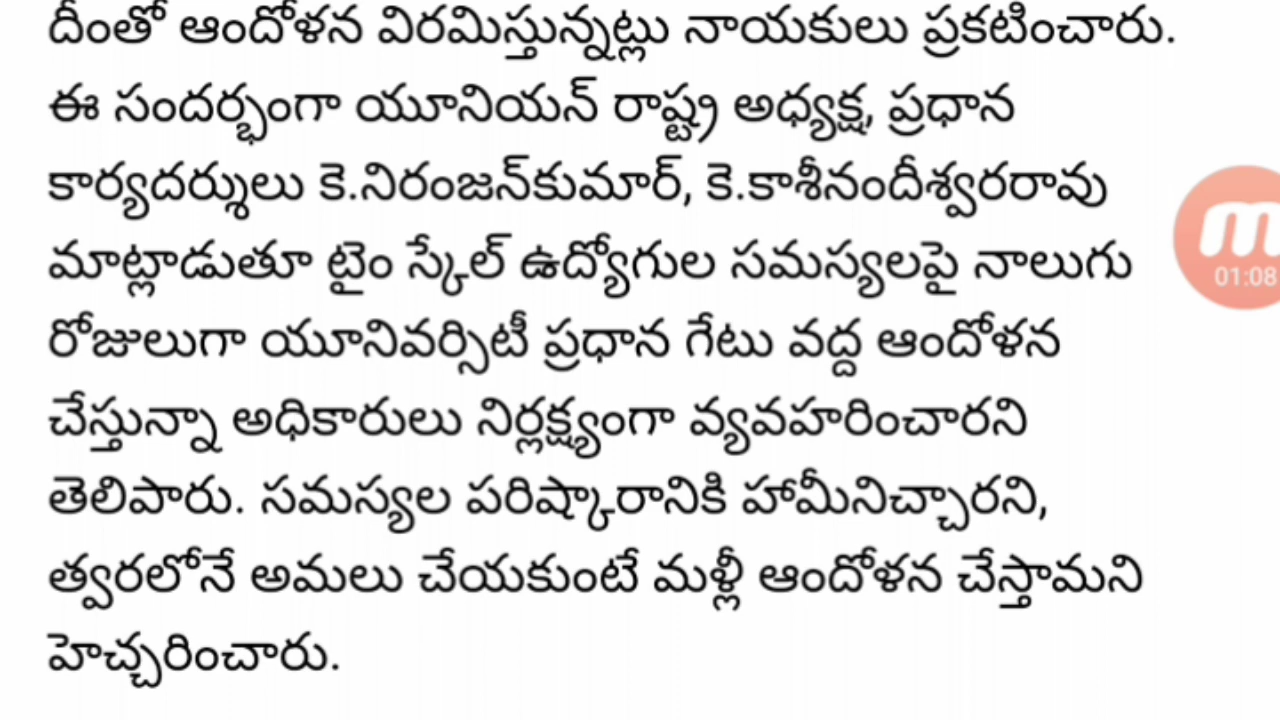 దీంతో ఆందోళన విరమిస్తున్నట్లు నాయకులు ప్రకటించారు.
ఈ సందర్భంగా యూనియన్ రాష్ట్ర అధ్యక్ష, ప్రధాన
కార్యదర్శులు కె.నిరంజన్‌కుమార్, కె.కాశీనందీశ్వరరావు
మాట్లాడుతూ టైం స్కేల్ ఉద్యోగుల సమస్యలపై నాలుగు
రోజులుగా యూనివర్సిటీ ప్రధాన గేటు వద్ద ఆందోళన
చేస్తున్నా అధికారులు నిర్లక్ష్యంగా వ్యవహరించారని
తెలిపారు. సమస్యల పరిష్కారానికి హామీనిచ్చారని,
త్వరలోనే అమలు చేయకుంటే మళ్లీ ఆందోళన చేస్తామని
హెచ్చరించారు.
01:08